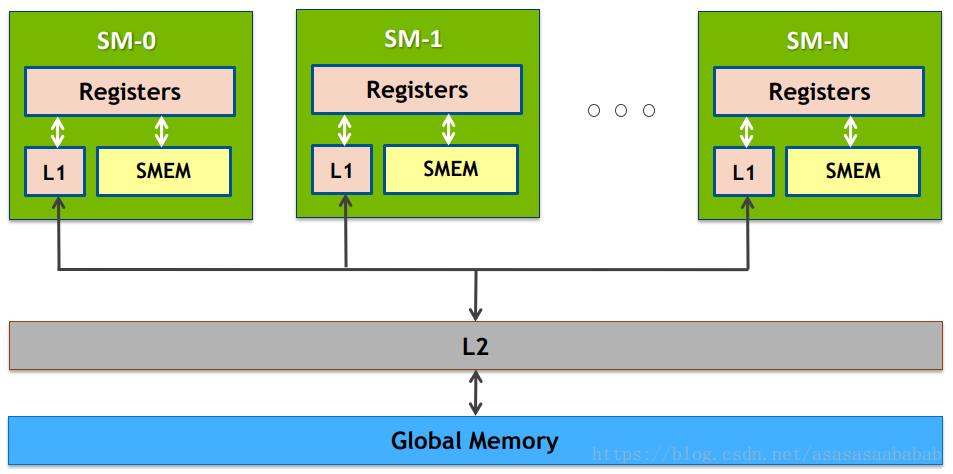 SM-0
Registers
L1
SMEM
SM-1
Registers
L1
SMEM
SM-N
Registers
L1
SMEM
L2
Global Memory
https://blog.csdn.net/asasasaababab